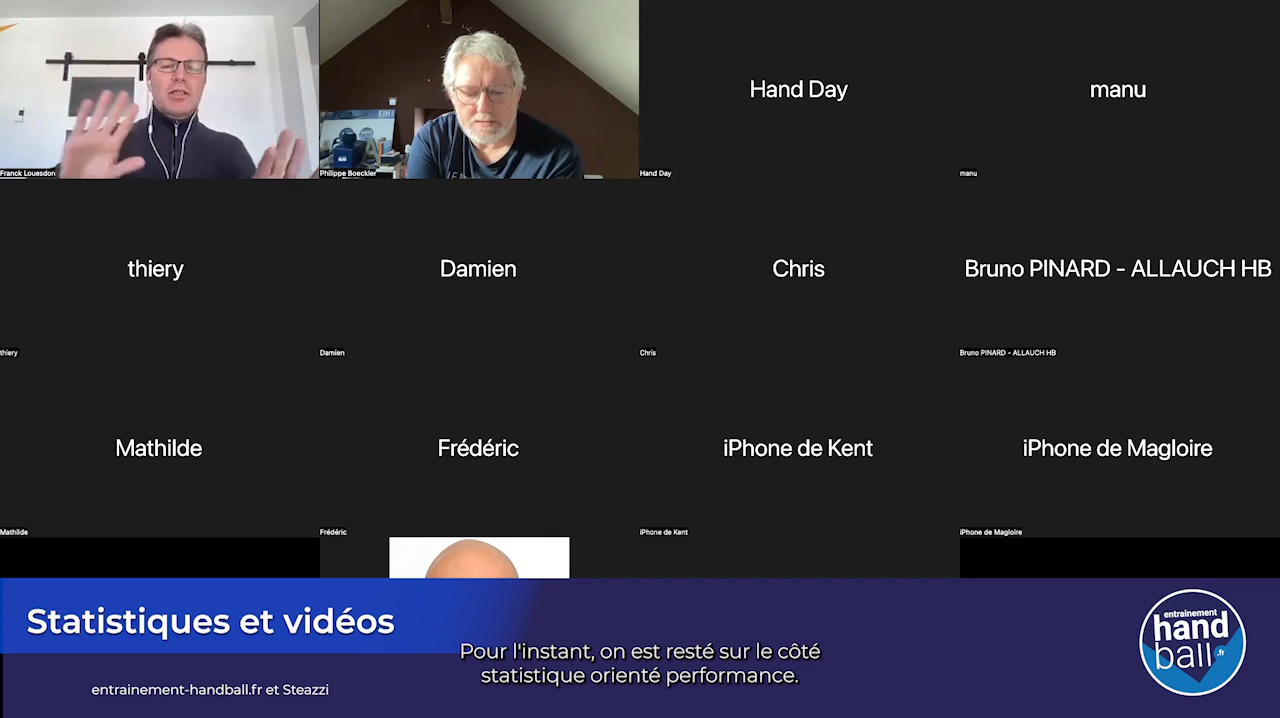 Hand Day
manu
Franck Louesdon
Philippe Boeckler
Hand Day
manu
thiery
Damien
Chris
Bruno PINARD - ALLAUCH HB
thiery
Damien
Chris
Bruno PINARD - ALLAUCH HB
Mathilde
Frédéric
iPhone de Kent
iPhone de Magloire
Mathilde
Frédéric
iPhone de Kent
iPhone de Magloire
Statistiques et vidéos
Pour l'instant, on est resté sur le côté
statistique orienté performance.
entrainement-handball.fr et Steazzi
entrainement
hand
ball
.fr